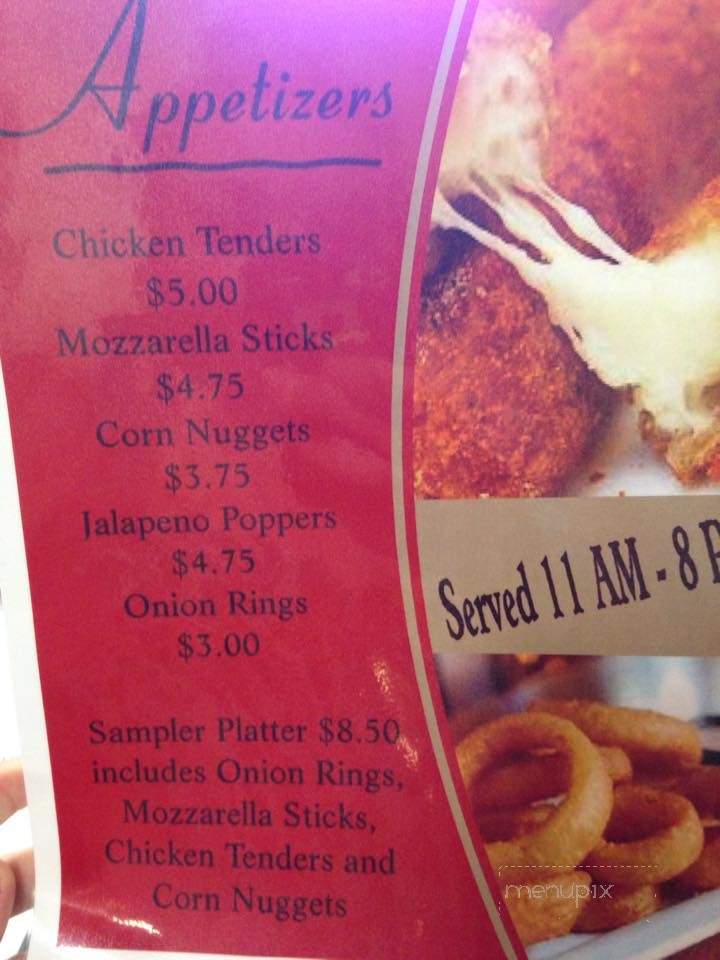 Appetizers
Chicken Tenders
$5.00
Mozzarella Sticks
$4.75
Corn Nuggets
$3.75
Jalapeno Poppers
$4.75
Onion Rings
$3.00
Sampler Platter $8.50
includes Onion Rings,
Mozzarella Sticks,
Chicken Tenders and
Corn Nuggets
Served 11 AM - 8 P
menupix